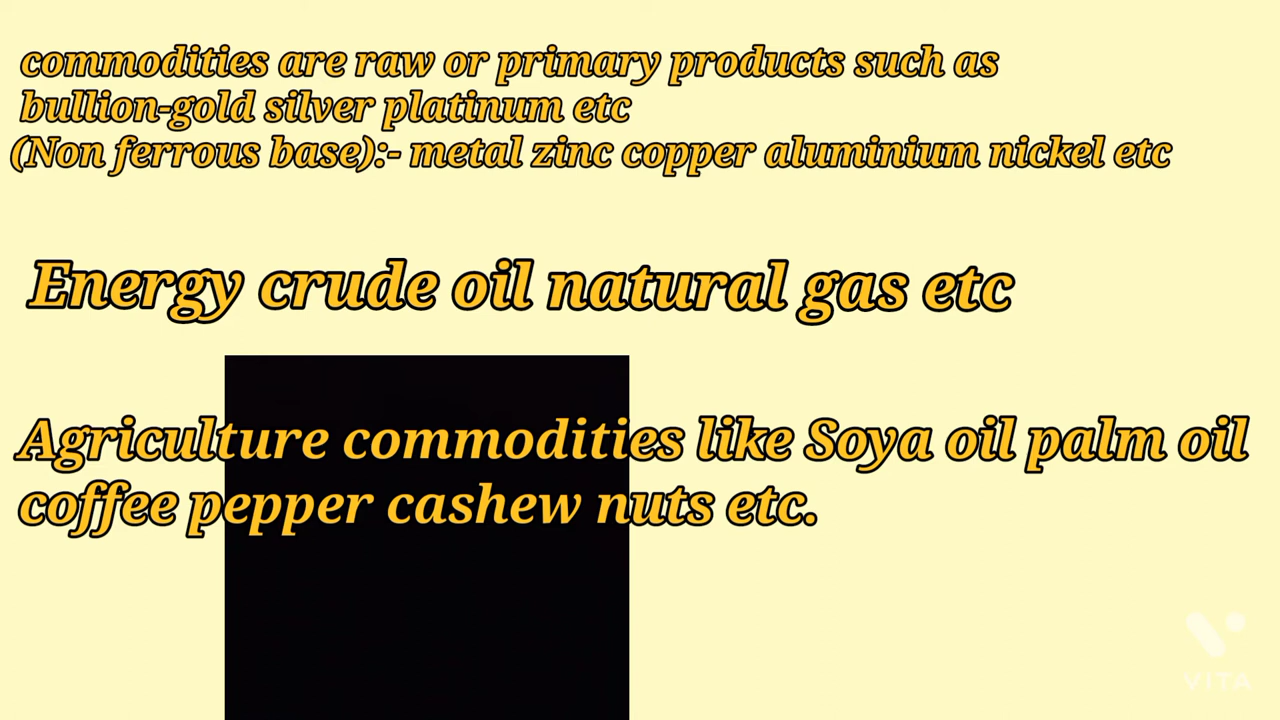 commodities are raw or primary products such as
bullion-gold silver platinum etc
(Non ferrous base):- metal zinc copper aluminium nickel etc
Energy crude oil natural gas etc
Agriculture commodities like Soya oil palm oil
coffee pepper cashew nuts etc.
VITA